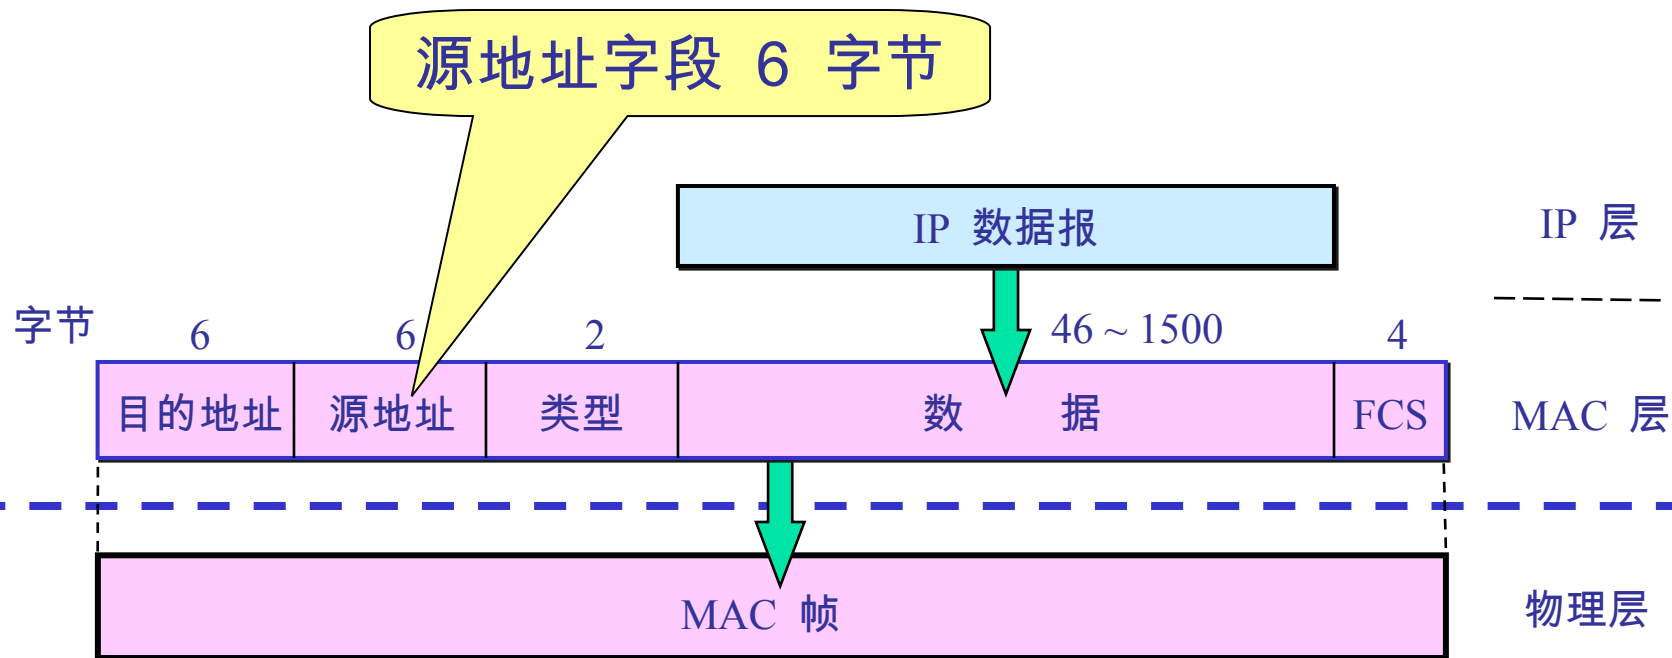 源地址字段 6 字节
IP 数据报
IP 层
字节 6 6 2 46 ~ 1500 4
目的地址 源地址 类型 数 据 FCS MAC 层
MAC 帧
物理层